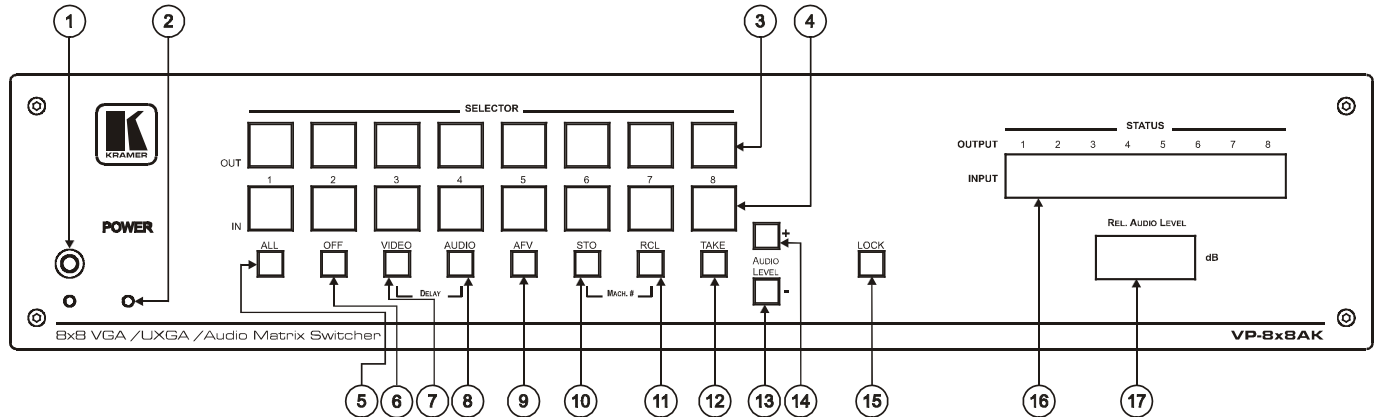 1 2 3 4
SELECTOR
STATUS
OUTPUT 1 2 3 4 5 6 7 8
K
KRAMER
OUT
INPUT
1 2 3 4 5 6 7 8
POWER
IN
REL. AUDIO LEVEL
ALL OFF VIDEO AUDIO AFV STO RCL TAKE + LOCK
AUDIO
LEVEL
dB
DELAY MACH. # -
8x8 VGA / UXGA / Audio Matrix Switcher VP-8x8AK
5 6 7 8 9 10 11 12 13 14 15 16 17